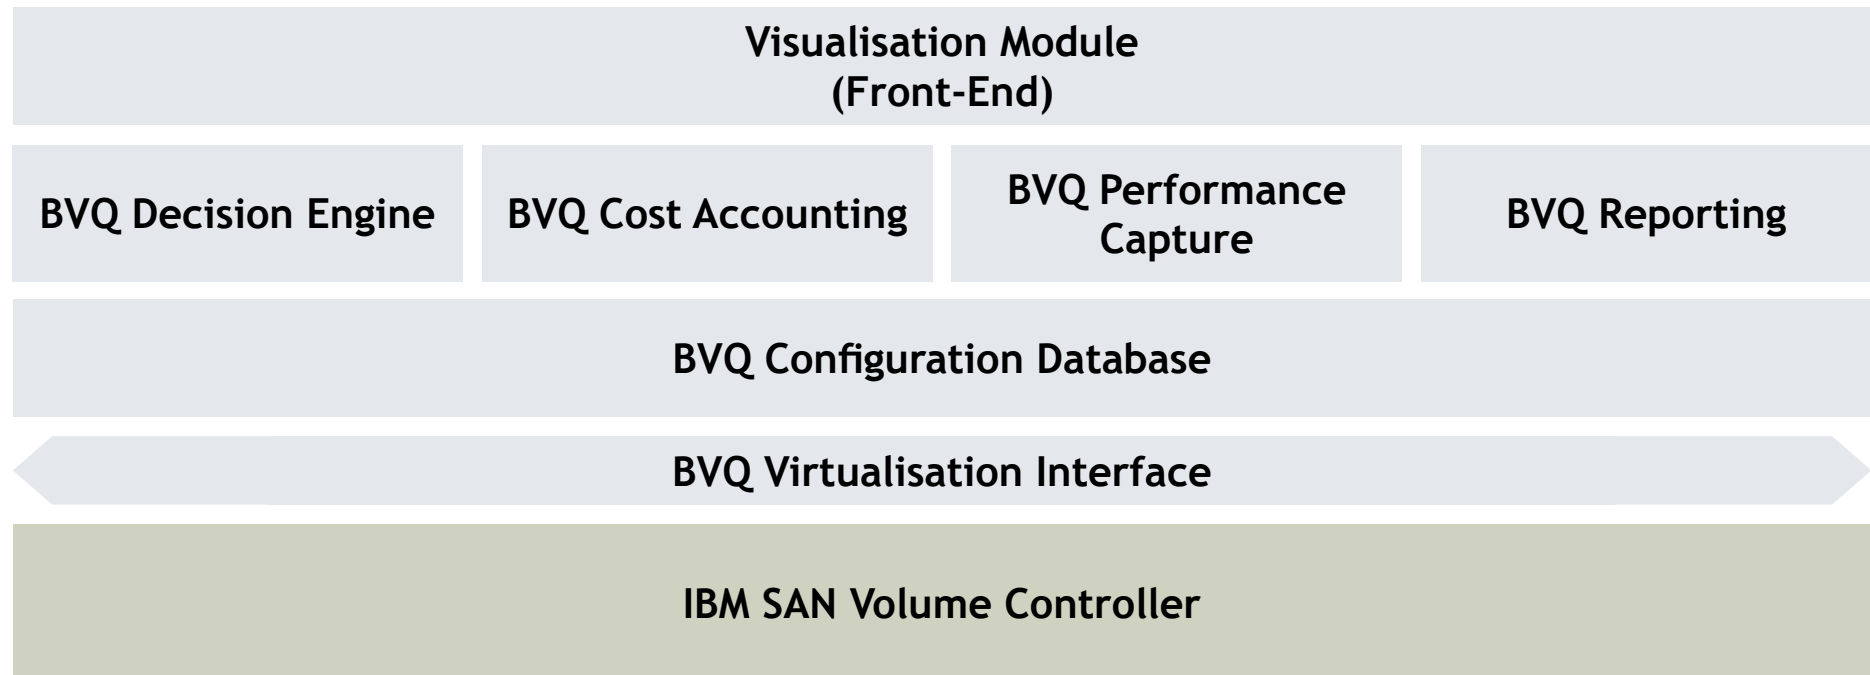 Visualisation Module
(Front-End)
BVQ Decision Engine
BVQ Cost Accounting
BVQ Performance
Capture
BVQ Reporting
BVQ Configuration Database
BVQ Virtualisation Interface
IBM SAN Volume Controller